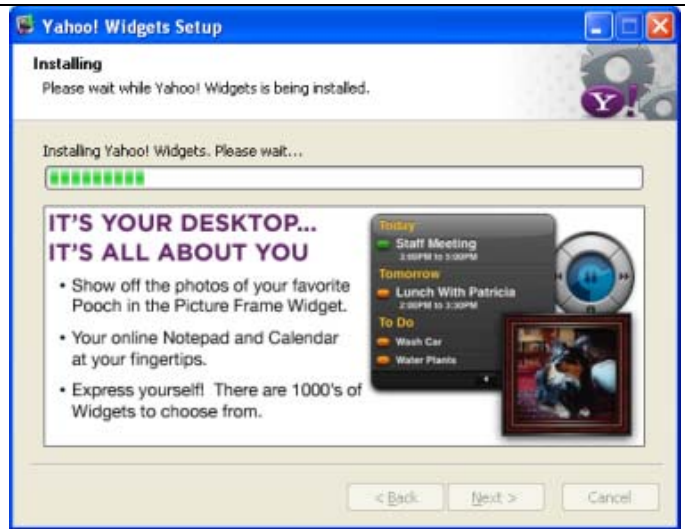 Yahoo! Widgets Setup
Installing
Please wait while Yahoo! Widgets is being installed.
Y!
Installing Yahoo! Widgets. Please wait...
IT'S YOUR DESKTOP...
IT'S ALL ABOUT YOU
• Show off the photos of your favorite
Pooch in the Picture Frame Widget.
• Your online Notepad and Calendar
at your fingertips.
• Express yourself! There are 1000's of
Widgets to choose from.
Today
Staff Meeting
2:00PM to 3:00PM
Tomorrow
Lunch With Patricia
2:00PM to 3:30PM
To Do
Wash Car
Water Plants
< Back
Next >
Cancel